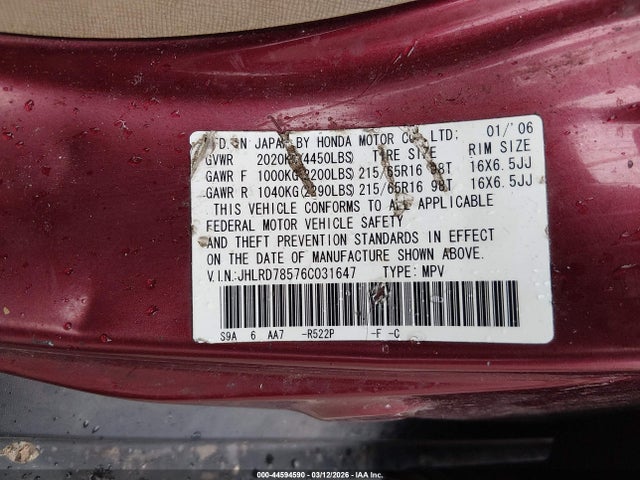 MFD.IN JAPAN BY HONDA MOTOR CO., LTD: 01/'06
GVWR 2020KG(4450LBS) TIRE SIZE RIM SIZE
GAWR F 1000KG(2200LBS) 215/65R16 98T 16X6.5JJ
GAWR R 1040KG(2290LBS) 215/65R16 98T 16X6.5JJ
THIS VEHICLE CONFORMS TO ALL APPLICABLE
FEDERAL MOTOR VEHICLE SAFETY
AND THEFT PREVENTION STANDARDS IN EFFECT
ON THE DATE OF MANUFACTURE SHOWN ABOVE.
V.I.N:JHLRD78576C031647 TYPE: MPV
S9A 6 AA7 -R522P -F -C
000-44594590 - 03/12/2026 - IAA Inc.